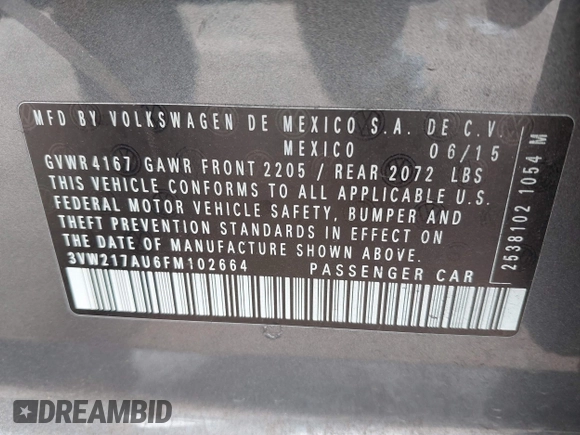 MFD BY VOLKSWAGEN DE MEXICO S.A. DE C.V.
MEXICO 06/15
GVWR4167 GAWR FRONT 2205 / REAR 2072 LBS
THIS VEHICLE CONFORMS TO ALL APPLICABLE U.S.
FEDERAL MOTOR VEHICLE SAFETY, BUMPER AND
THEFT PREVENTION STANDARDS IN EFFECT ON
THE DATE OF MANUFACTURE SHOWN ABOVE.
3VW217AU6FM102664 PASSENGER CAR
2538102 1054 M
DREAMBID